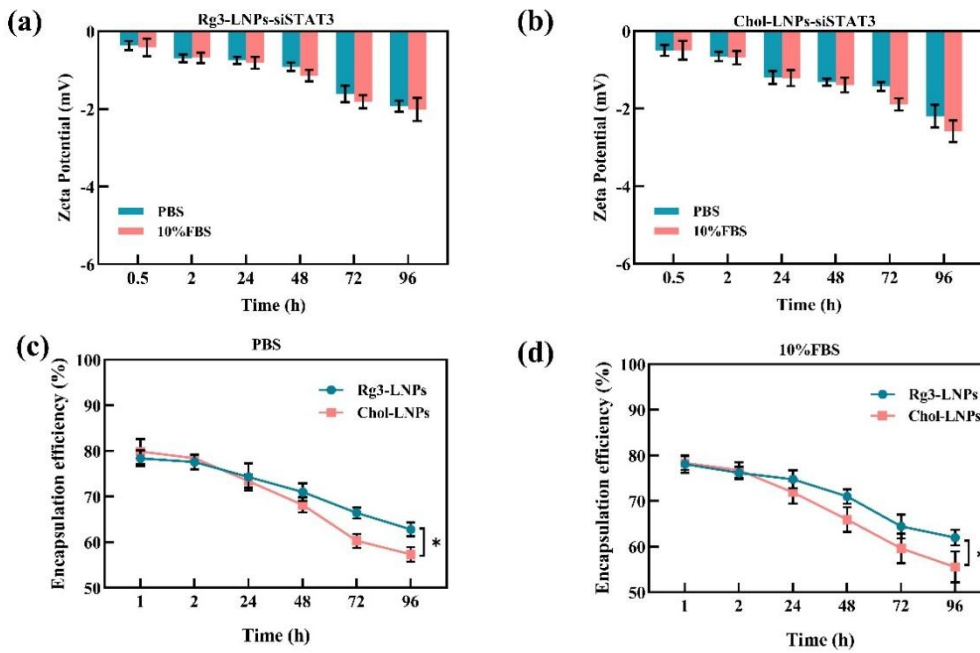 (a)
Rg3-LNPs-siSTAT3
0
-2
-4
-6
Zeta Potential (mV)
PBS
10%FBS
0.5 2 24 48 72 96
Time (h)
(b)
Chol-LNPs-siSTAT3
0
-2
-4
-6
Zeta Potential (mV)
PBS
10%FBS
0.5 2 24 48 72 96
Time (h)
(c)
PBS
100
90
80
70
60
50
Encapsulation efficiency (%)
Rg3-LNPs
Chol-LNPs
*
1 2 24 48 72 96
Time (h)
(d)
10%FBS
100
90
80
70
60
50
Encapsulation efficiency (%)
Rg3-LNPs
Chol-LNPs
*
1 2 24 48 72 96
Time (h)